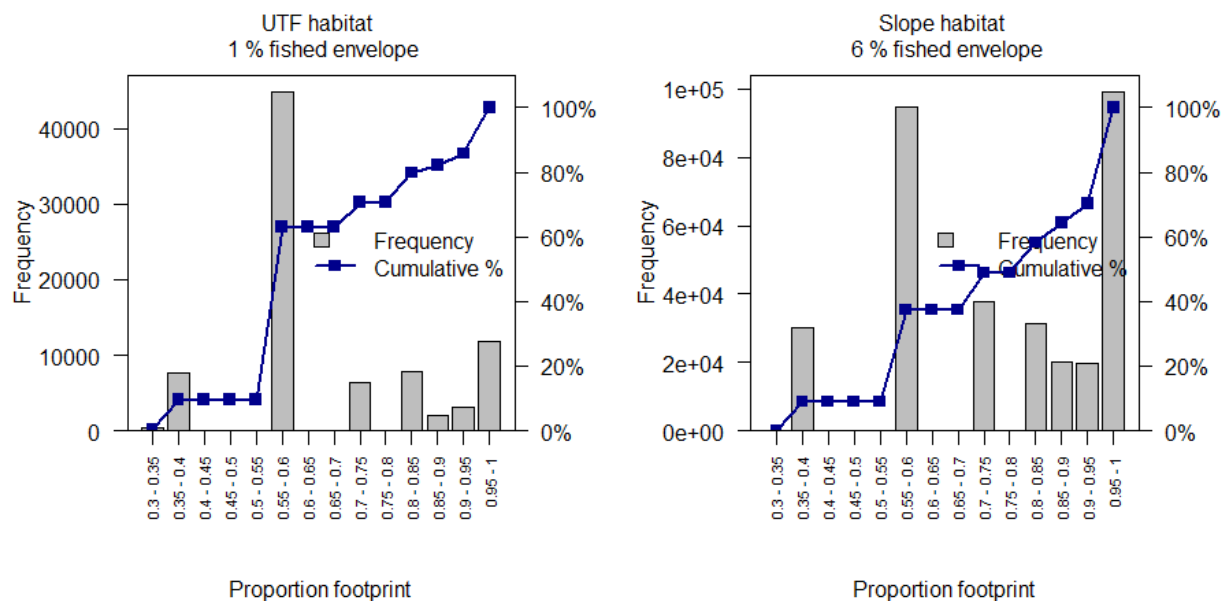 UTF habitat
1 % fished envelope
Frequency
40000
30000
20000
10000
0
100%
80%
60%
40%
20%
0%
Frequency
Cumulative %
0.3 - 0.35
0.35 - 0.4
0.4 - 0.45
0.45 - 0.5
0.5 - 0.55
0.55 - 0.6
0.6 - 0.65
0.65 - 0.7
0.7 - 0.75
0.75 - 0.8
0.8 - 0.85
0.85 - 0.9
0.9 - 0.95
0.95 - 1
Proportion footprint
Slope habitat
6 % fished envelope
Frequency
1e+05
8e+04
6e+04
4e+04
2e+04
0e+00
100%
80%
60%
40%
20%
0%
Frequency
Cumulative %
0.3 - 0.35
0.35 - 0.4
0.4 - 0.45
0.45 - 0.5
0.5 - 0.55
0.55 - 0.6
0.6 - 0.65
0.65 - 0.7
0.7 - 0.75
0.75 - 0.8
0.8 - 0.85
0.85 - 0.9
0.9 - 0.95
0.95 - 1
Proportion footprint